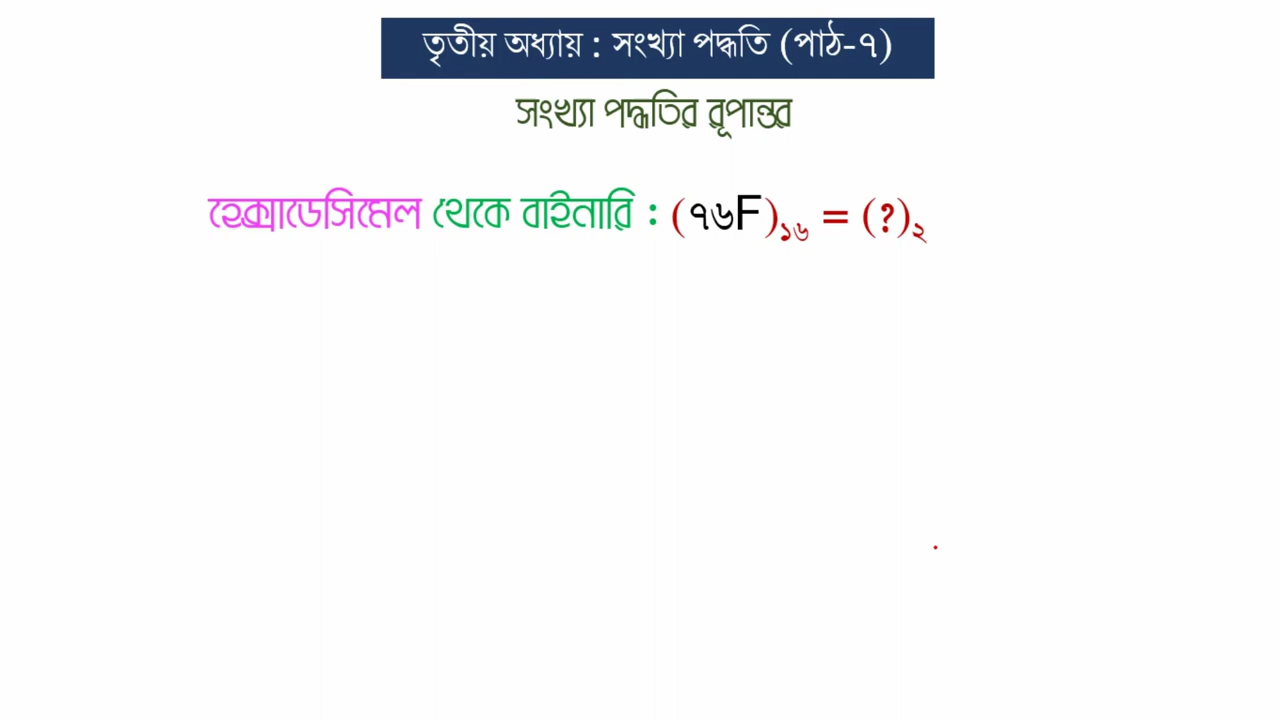 তৃতীয় অধ্যায় : সংখ্যা পদ্ধতি (পাঠ-৭)
সংখ্যা পদ্ধতির রূপান্তর
হেক্সাডেসিমেল থেকে বাইনারি : (৭৬F)১৬ = (?)২